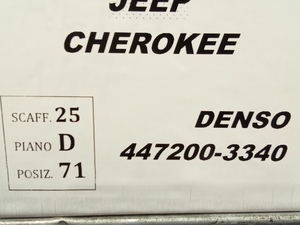 JEEP
CHEROKEE
SCAFF. 25
PIANO D
POSIZ. 71
DENSO
447200-3340